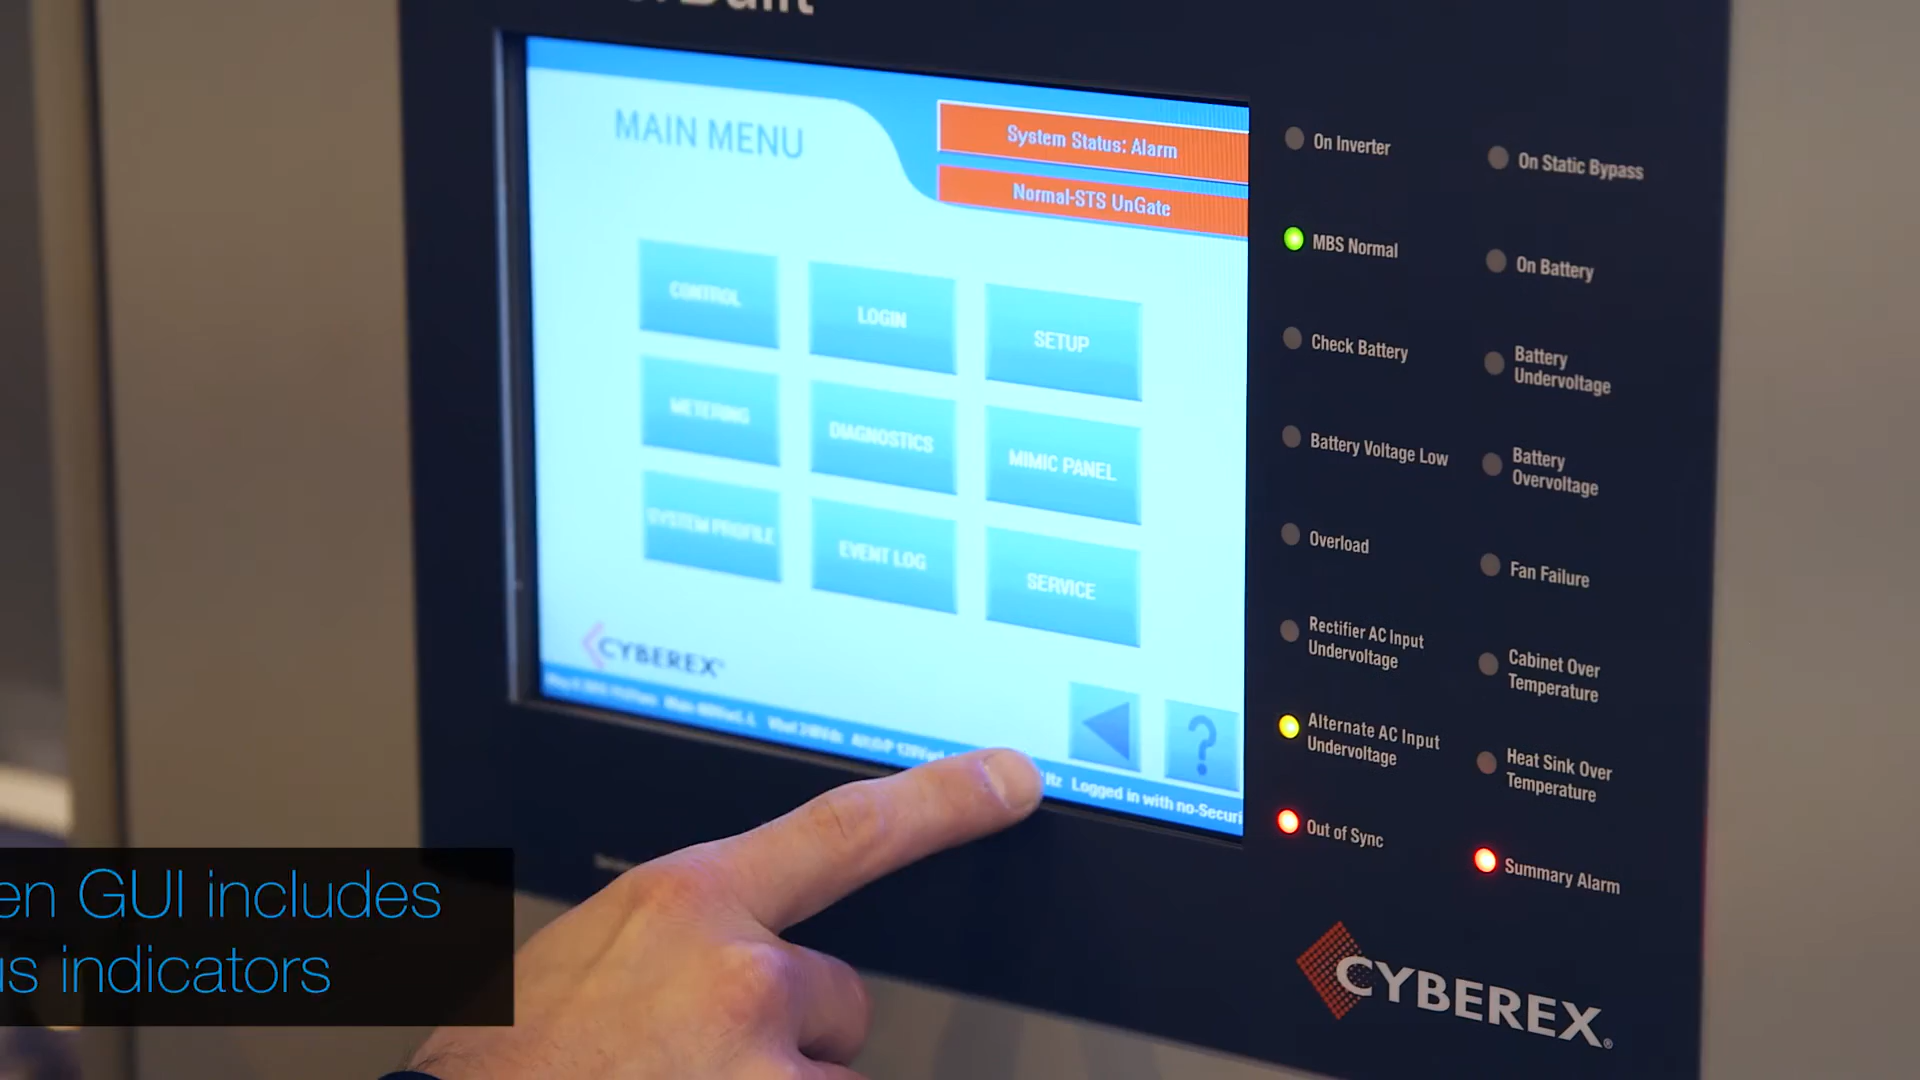 MAIN MENU
System Status: Alarm
Normal-STS UnGate
CONTROL
LOGIN
SETUP
METERING
DIAGNOSTICS
MIMIC PANEL
SYSTEM PROFILE
EVENT LOG
SERVICE
CYBEREX
?
Logged in with no-Securi
On Inverter
On Static Bypass
MBS Normal
On Battery
Check Battery
Battery
Undervoltage
Battery Voltage Low
Battery
Overvoltage
Overload
Fan Failure
Rectifier AC Input
Undervoltage
Cabinet Over
Temperature
Alternate AC Input
Undervoltage
Heat Sink Over
Temperature
Out of Sync
Summary Alarm
CYBEREX®
en GUI includes
us indicators